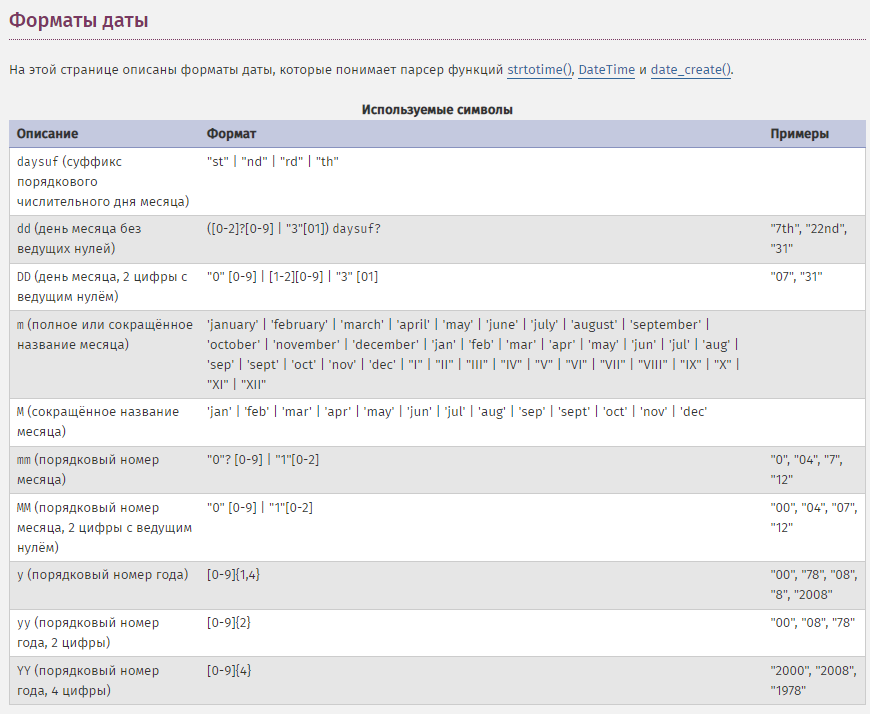 Форматы даты
На этой странице описаны форматы даты, которые понимает парсер функций strtotime(), DateTime и date_create().
Используемые символы
Описание Формат Примеры
daysuf (суффикс порядкового числительного дня месяца) "st" | "nd" | "rd" | "th"
dd (день месяца без ведущих нулей) ([0-2]?[0-9] | "3"[01]) daysuf? "7th", "22nd", "31"
DD (день месяца, 2 цифры с ведущим нулём) "0" [0-9] | [1-2][0-9] | "3" [01] "07", "31"
m (полное или сокращённое название месяца) 'january' | 'february' | 'march' | 'april' | 'may' | 'june' | 'july' | 'august' | 'september' |
'october' | 'november' | 'december' | 'jan' | 'feb' | 'mar' | 'apr' | 'may' | 'jun' | 'jul' | 'aug' |
'sep' | 'sept' | 'oct' | 'nov' | 'dec' | "I" | "II" | "III" | "IV" | "V" | "VI" | "VII" | "VIII" | "IX" | "X" |
"XI" | "XII"
M (сокращённое название месяца) 'jan' | 'feb' | 'mar' | 'apr' | 'may' | 'jun' | 'jul' | 'aug' | 'sep' | 'sept' | 'oct' | 'nov' | 'dec'
mm (порядковый номер месяца) "0"? [0-9] | "1"[0-2] "0", "04", "7", "12"
MM (порядковый номер месяца, 2 цифры с ведущим нулём) "0" [0-9] | "1"[0-2] "00", "04", "07", "12"
y (порядковый номер года) [0-9]{1,4} "00", "78", "08", "8", "2008"
yy (порядковый номер года, 2 цифры) [0-9]{2} "00", "08", "78"
YY (порядковый номер года, 4 цифры) [0-9]{4} "2000", "2008", "1978"